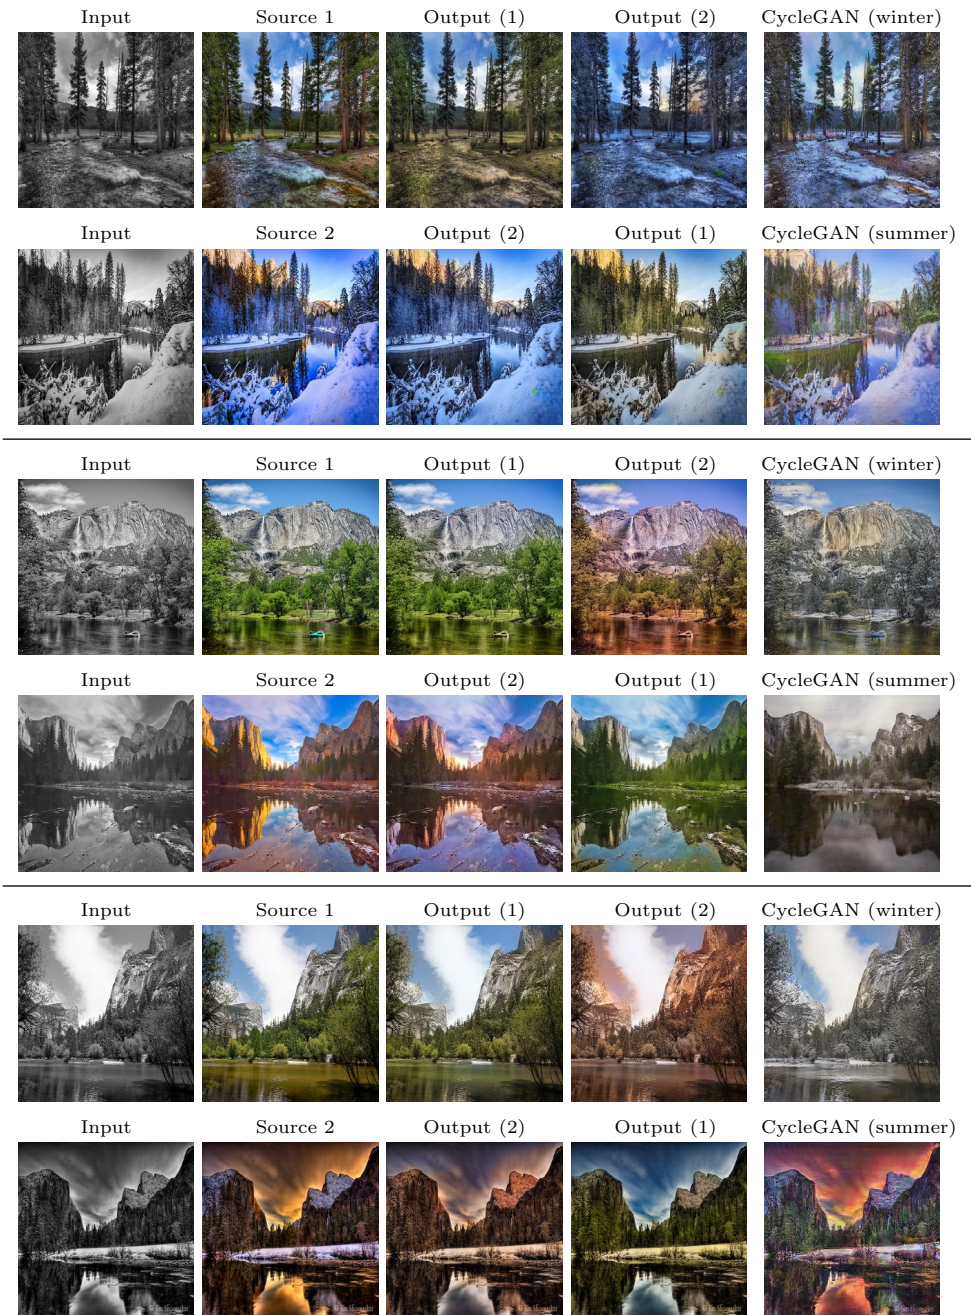 Input Source 1 Output (1) Output (2) CycleGAN (winter)
Input Source 2 Output (2) Output (1) CycleGAN (summer)
Input Source 1 Output (1) Output (2) CycleGAN (winter)
Input Source 2 Output (2) Output (1) CycleGAN (summer)
Input Source 1 Output (1) Output (2) CycleGAN (winter)
Input Source 2 Output (2) Output (1) CycleGAN (summer)